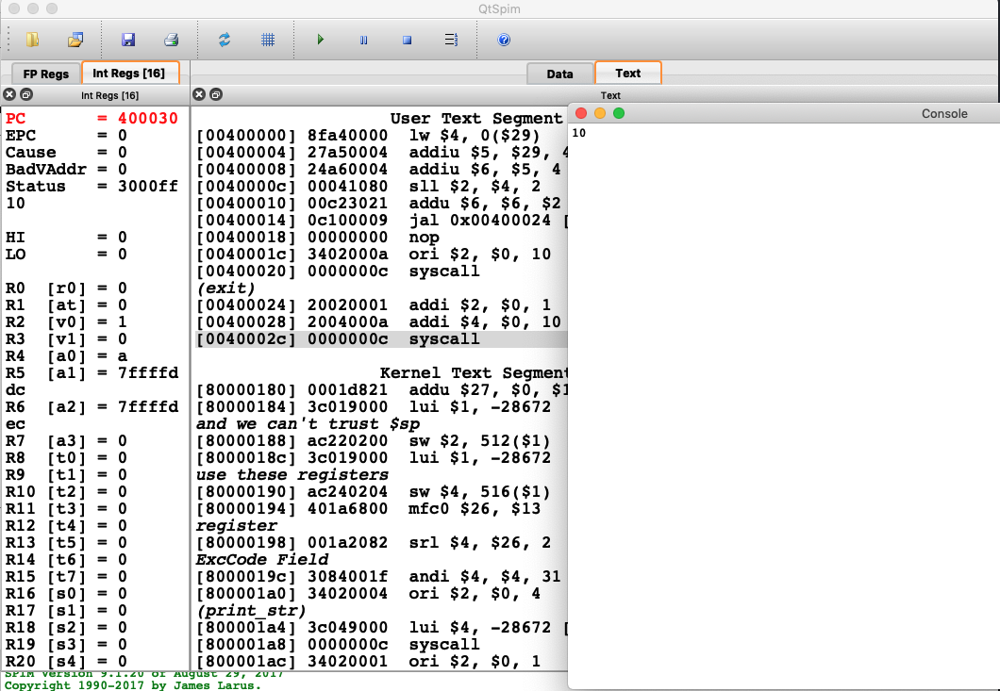 QtSpim
FP Regs
Int Regs [16]
Data
Text
Int Regs [16]
Text
PC = 400030
EPC = 0
Cause = 0
BadVAddr = 0
Status = 3000ff
10
HI = 0
LO = 0
R0 [r0] = 0
R1 [at] = 0
R2 [v0] = 1
R3 [v1] = 0
R4 [a0] = a
R5 [a1] = 7ffffd
dc
R6 [a2] = 7ffffd
ec
R7 [a3] = 0
R8 [t0] = 0
R9 [t1] = 0
R10 [t2] = 0
R11 [t3] = 0
R12 [t4] = 0
R13 [t5] = 0
R14 [t6] = 0
R15 [t7] = 0
R16 [s0] = 0
R17 [s1] = 0
R18 [s2] = 0
R19 [s3] = 0
R20 [s4] = 0
User Text Segment
[00400000] 8fa40000 lw $4, 0($29)
[00400004] 27a50004 addiu $5, $29, 4
[00400008] 24a60004 addiu $6, $5, 4
[0040000c] 00041080 sll $2, $4, 2
[00400010] 00c23021 addu $6, $6, $2
[00400014] 0c100009 jal 0x00400024 [
[00400018] 00000000 nop
[0040001c] 3402000a ori $2, $0, 10
[00400020] 0000000c syscall
(exit)
[00400024] 20020001 addi $2, $0, 1
[00400028] 2004000a addi $4, $0, 10
[0040002c] 0000000c syscall
Kernel Text Segment
[80000180] 0001d821 addu $27, $0, $1
[80000184] 3c019000 lui $1, -28672
and we can't trust $sp
[80000188] ac220200 sw $2, 512($1)
[8000018c] 3c019000 lui $1, -28672
use these registers
[80000190] ac240204 sw $4, 516($1)
[80000194] 401a6800 mfc0 $26, $13
register
[80000198] 001a2082 srl $4, $26, 2
ExcCode Field
[8000019c] 3084001f andi $4, $4, 31
[800001a0] 34020004 ori $2, $0, 4
(print_str)
[800001a4] 3c049000 lui $4, -28672 [
[800001a8] 0000000c syscall
[800001ac] 34020001 ori $2, $0, 1
Console
10
SPIM Version 9.1.20 of August 29, 2017
Copyright 1990-2017 by James Larus.